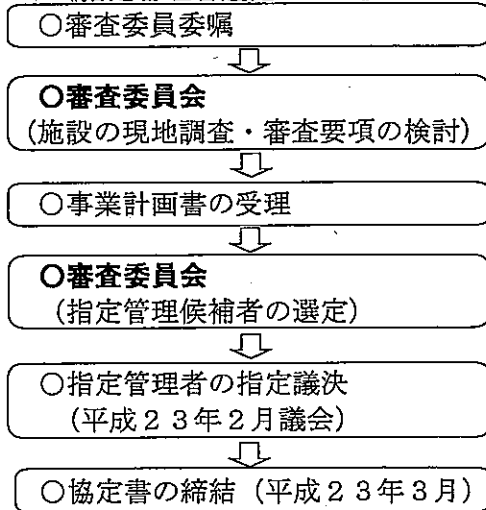 ○審査委員委嘱
⇩
○審査委員会
(施設の現地調査・審査要項の検討)
⇩
○事業計画書の受理
⇩
○審査委員会
(指定管理候補者の選定)
⇩
○指定管理者の指定議決
(平成23年2月議会)
⇩
○協定書の締結(平成23年3月)